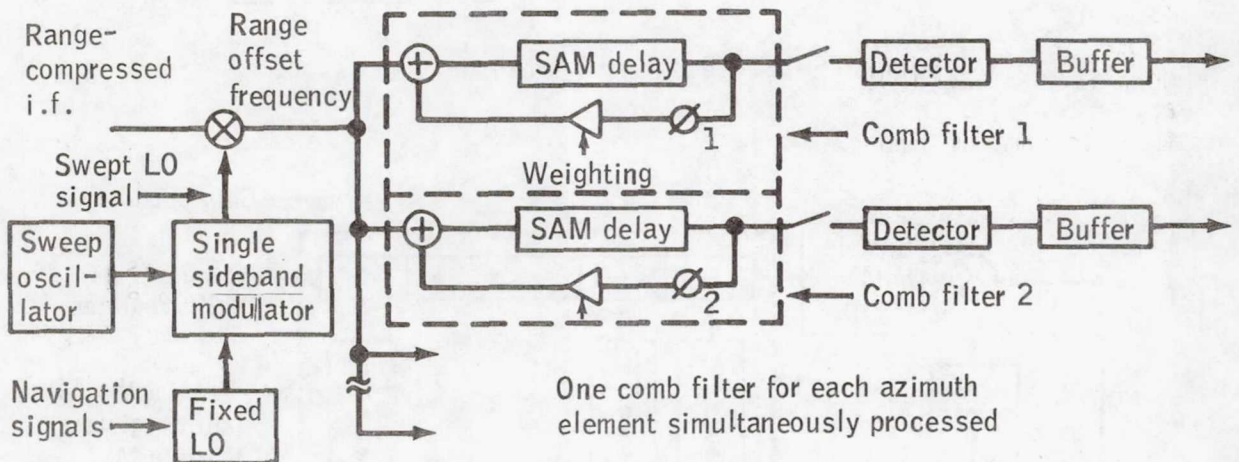 Range-
compressed
i.f.
Range
offset
frequency
SAM delay
Detector
Buffer
1
Comb filter 1
Swept LO
signal
Weighting
Sweep
oscil-
lator
Single
sideband
modulator
SAM delay
Detector
Buffer
2
Comb filter 2
Navigation
signals
Fixed
LO
One comb filter for each azimuth
element simultaneously processed